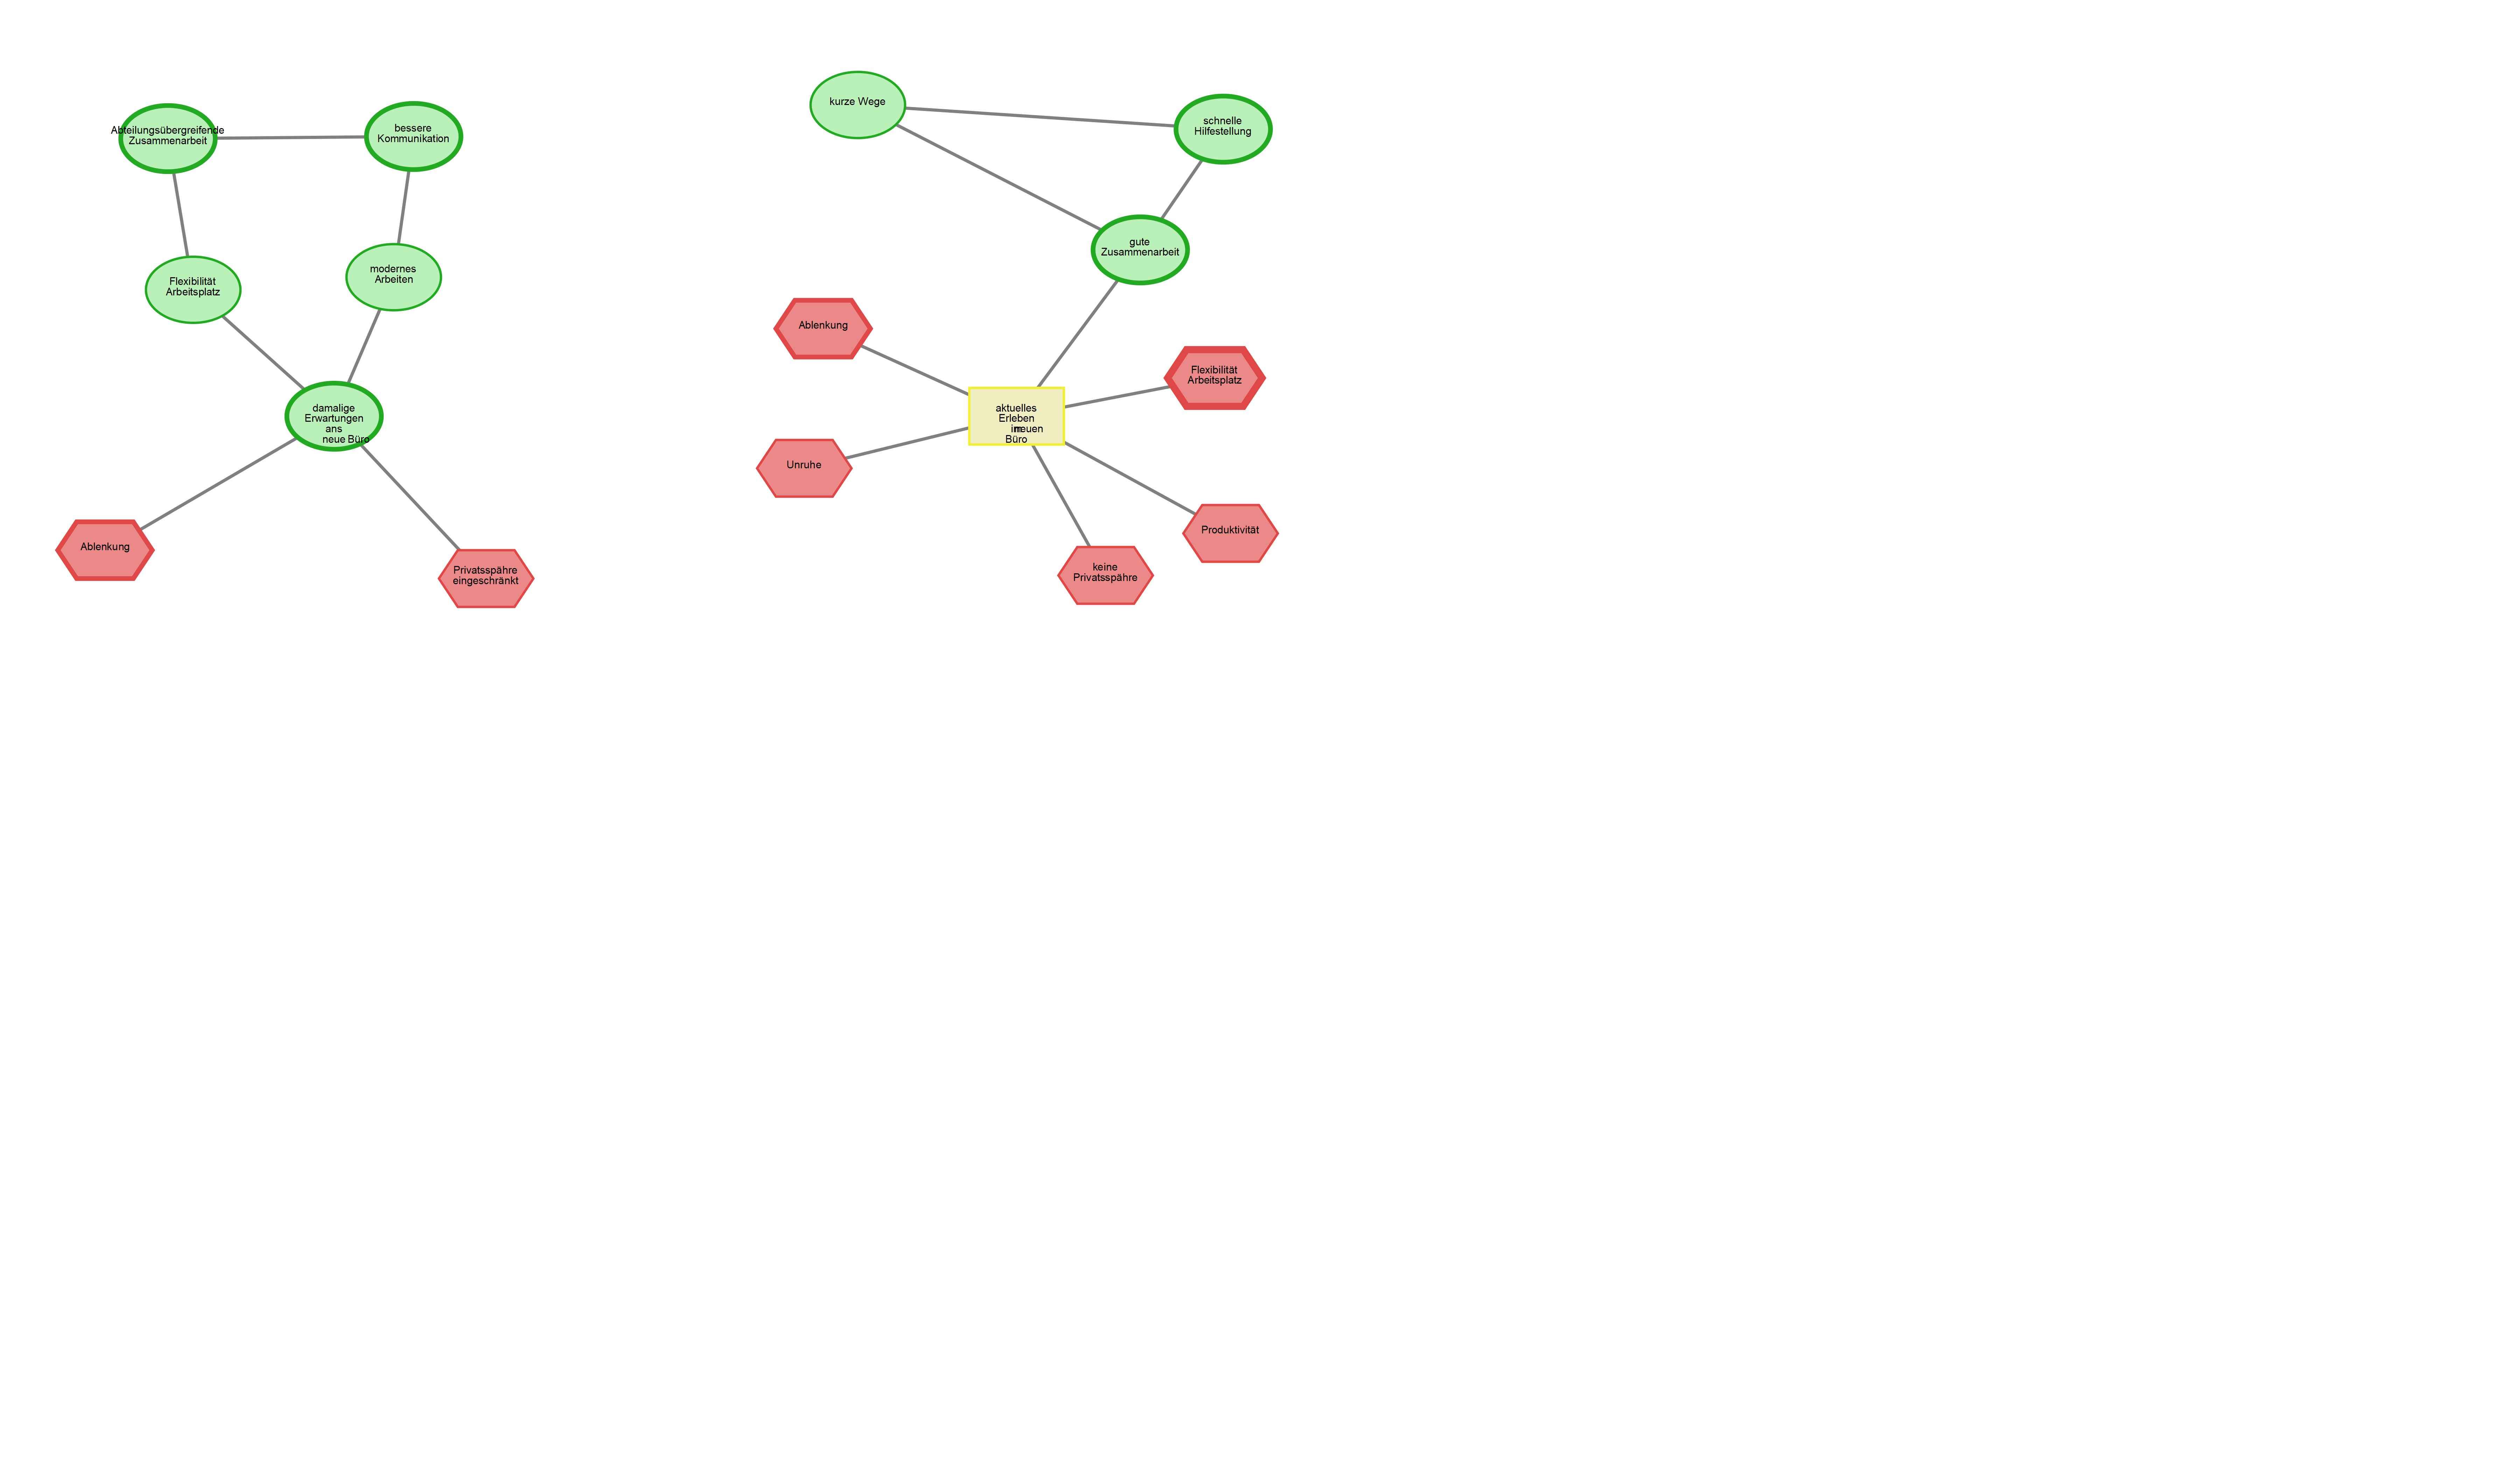 Abteilungsübergreifende
Zusammenarbeit
bessere
Kommunikation
Flexibilität
Arbeitsplatz
modernes
Arbeiten
damalige
Erwartungen
ans
neue Büro
Ablenkung
Privatsspähre
eingeschränkt
kurze Wege
schnelle
Hilfestellung
gute
Zusammenarbeit
Ablenkung
Flexibilität
Arbeitsplatz
aktuelles
Erleben
im neuen
Büro
Unruhe
Produktivität
keine
Privatsspähre